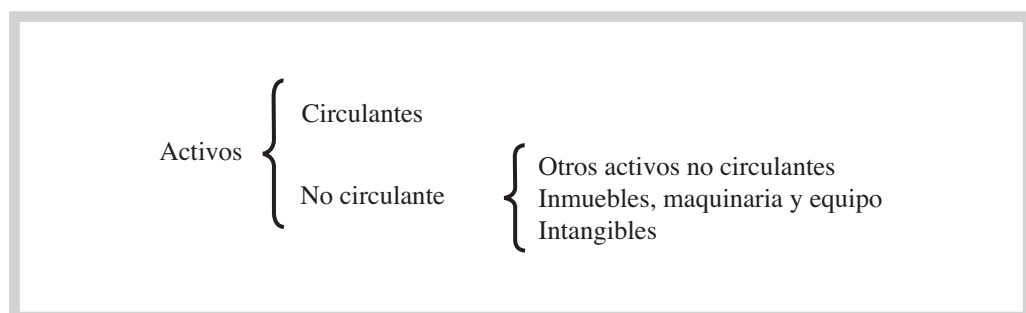 Activos
Circulantes
No circulante
Otros activos no circulantes
Inmuebles, maquinaria y equipo
Intangibles